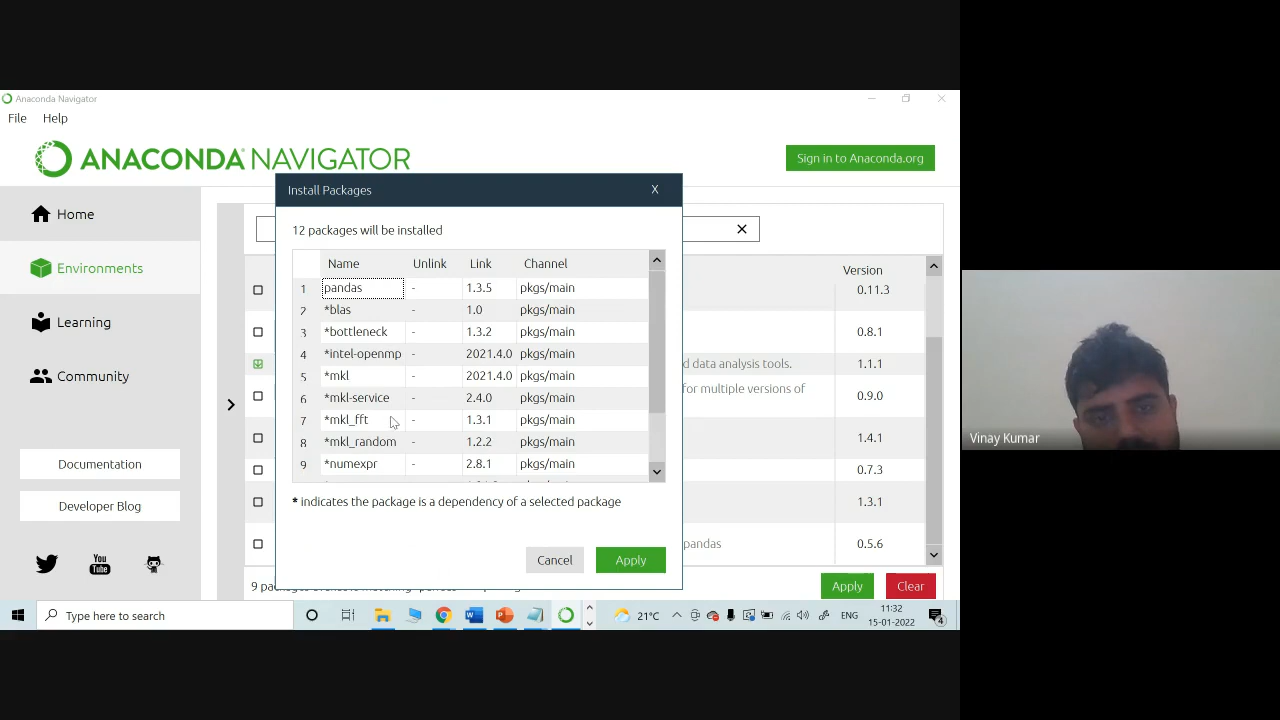 Anaconda Navigator
File Help
ANACONDA NAVIGATOR
Sign in to Anaconda.org
Home
Environments
Learning
Community
Documentation
Developer Blog
You Tube
Install Packages X
12 packages will be installed
Name Unlink Link Channel
1 pandas - 1.3.5 pkgs/main
2 *blas - 1.0 pkgs/main
3 *bottleneck - 1.3.2 pkgs/main
4 *intel-openmp - 2021.4.0 pkgs/main
5 *mkl - 2021.4.0 pkgs/main
6 *mkl-service - 2.4.0 pkgs/main
7 *mkl_fft - 1.3.1 pkgs/main
8 *mkl_random - 1.2.2 pkgs/main
9 *numexpr - 2.8.1 pkgs/main
* indicates the package is a dependency of a selected package
Cancel Apply
Version
0.11.3
0.8.1
d data analysis tools. 1.1.1
for multiple versions of 0.9.0
1.4.1
0.7.3
1.3.1
pandas 0.5.6
9
Apply Clear
Type here to search
21°C
ENG
11:32
15-01-2022
4
Vinay Kumar